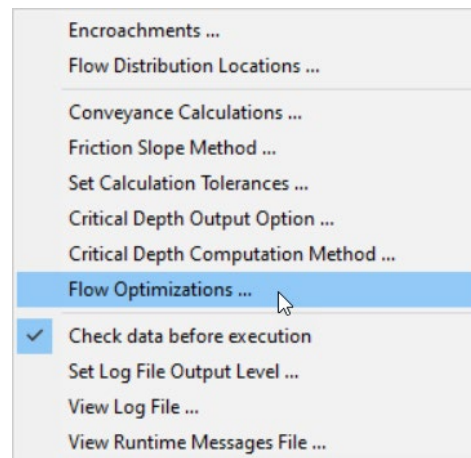 Encroachments ...
Flow Distribution Locations ...
Conveyance Calculations ...
Friction Slope Method ...
Set Calculation Tolerances ...
Critical Depth Output Option ...
Critical Depth Computation Method ...
Flow Optimizations ...
Check data before execution
Set Log File Output Level ...
View Log File ...
View Runtime Messages File ...